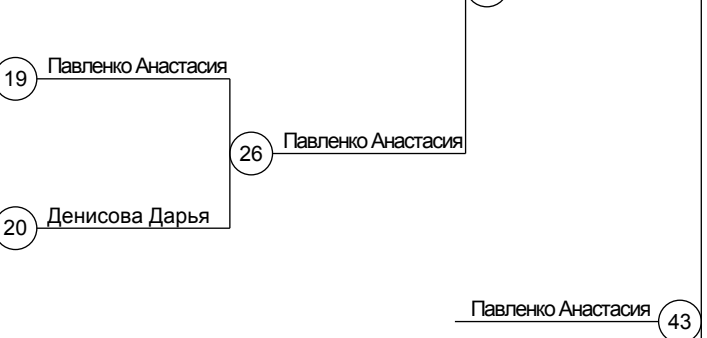 19 Павленко Анастасия
26 Павленко Анастасия
20 Денисова Дарья
Павленко Анастасия 43